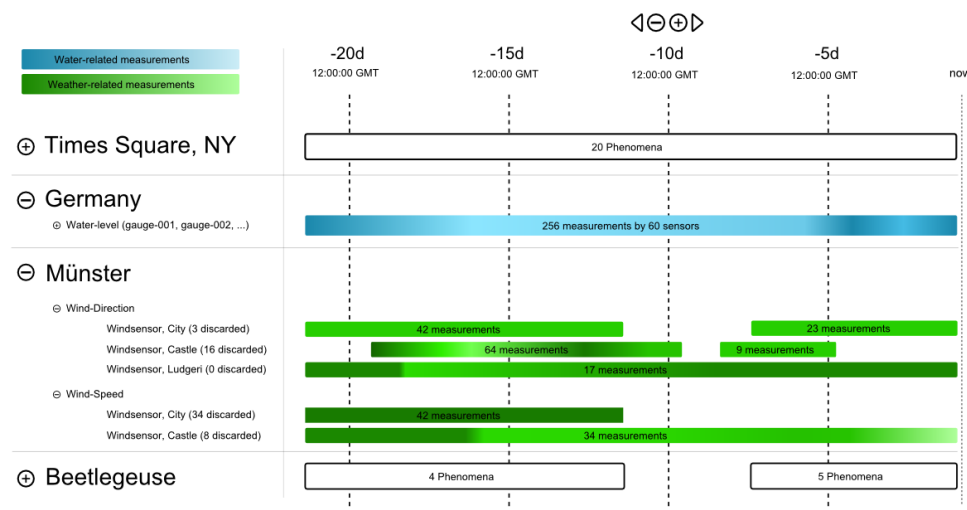 -20d -15d -10d -5d
12:00:00 GMT 12:00:00 GMT 12:00:00 GMT 12:00:00 GMT now
Water-related measurements
Weather-related measurements
Times Square, NY 20 Phenomena
Germany
Water-level (gauge-001, gauge-002, ...) 256 measurements by 60 sensors
Münster
Wind-Direction
Windsensor, City (3 discarded) 42 measurements 23 measurements
Windsensor, Castle (16 discarded) 64 measurements 9 measurements
Windsensor, Ludgeri (0 discarded) 17 measurements
Wind-Speed
Windsensor, City (34 discarded) 42 measurements
Windsensor, Castle (8 discarded) 34 measurements
Beetlegeuse 4 Phenomena 5 Phenomena